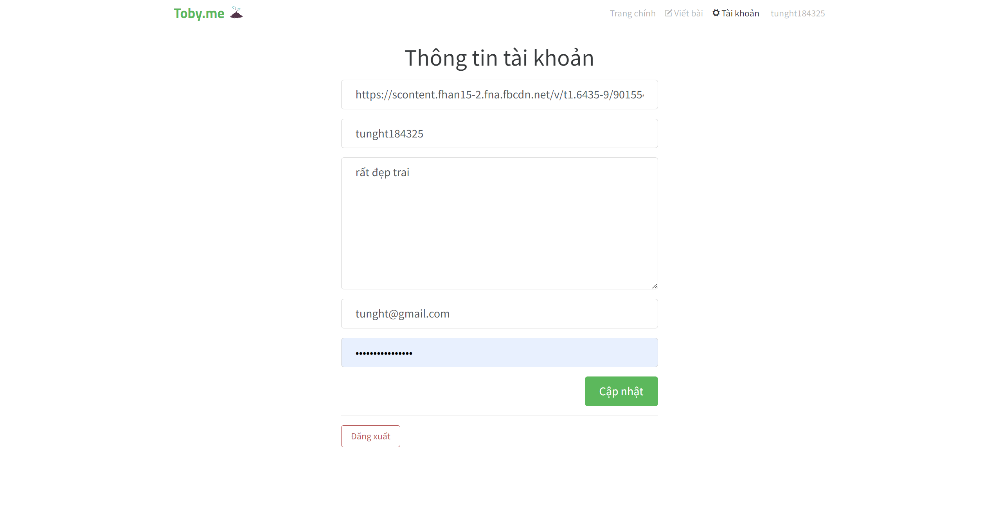 Toby.me
Trang chính Viết bài Tài khoản tunght184325
Thông tin tài khoản
https://scontent.fhan15-2.fna.fbcdn.net/v/t1.6435-9/90155
tunght184325
rất đẹp trai
tunght@gmail.com
••••••••••••••••
Cập nhật
Đăng xuất